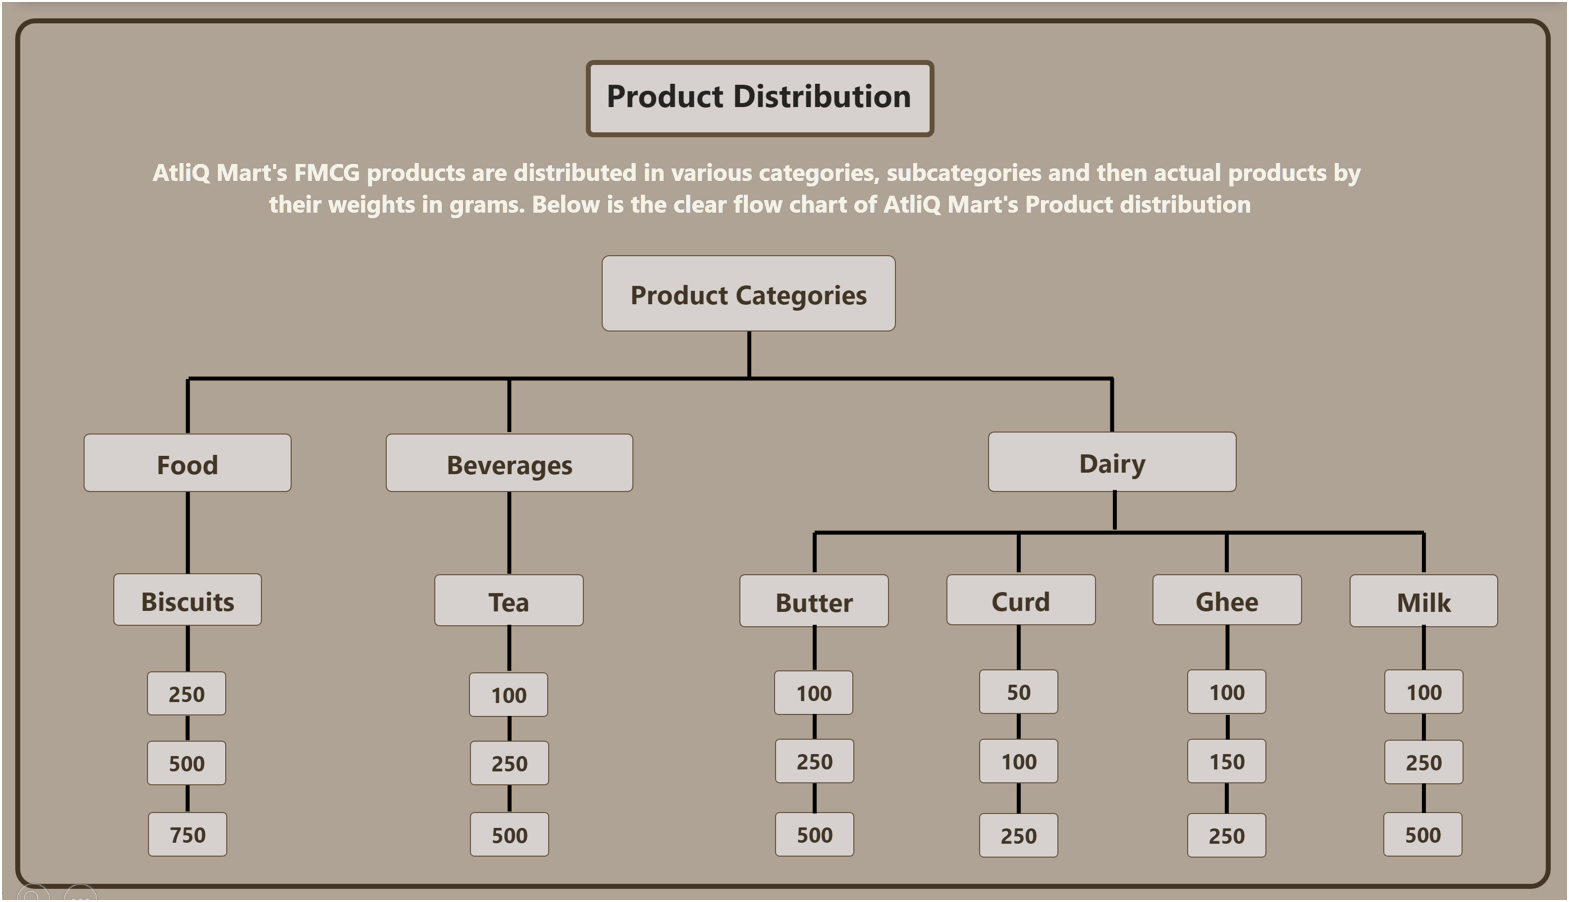 Product Distribution
AtliQ Mart's FMCG products are distributed in various categories, subcategories and then actual products by
their weights in grams. Below is the clear flow chart of AtliQ Mart's Product distribution
Product Categories
Food
Beverages
Dairy
Biscuits
Tea
Butter
Curd
Ghee
Milk
250
100
100
50
100
100
500
250
250
100
150
250
750
500
500
250
250
500